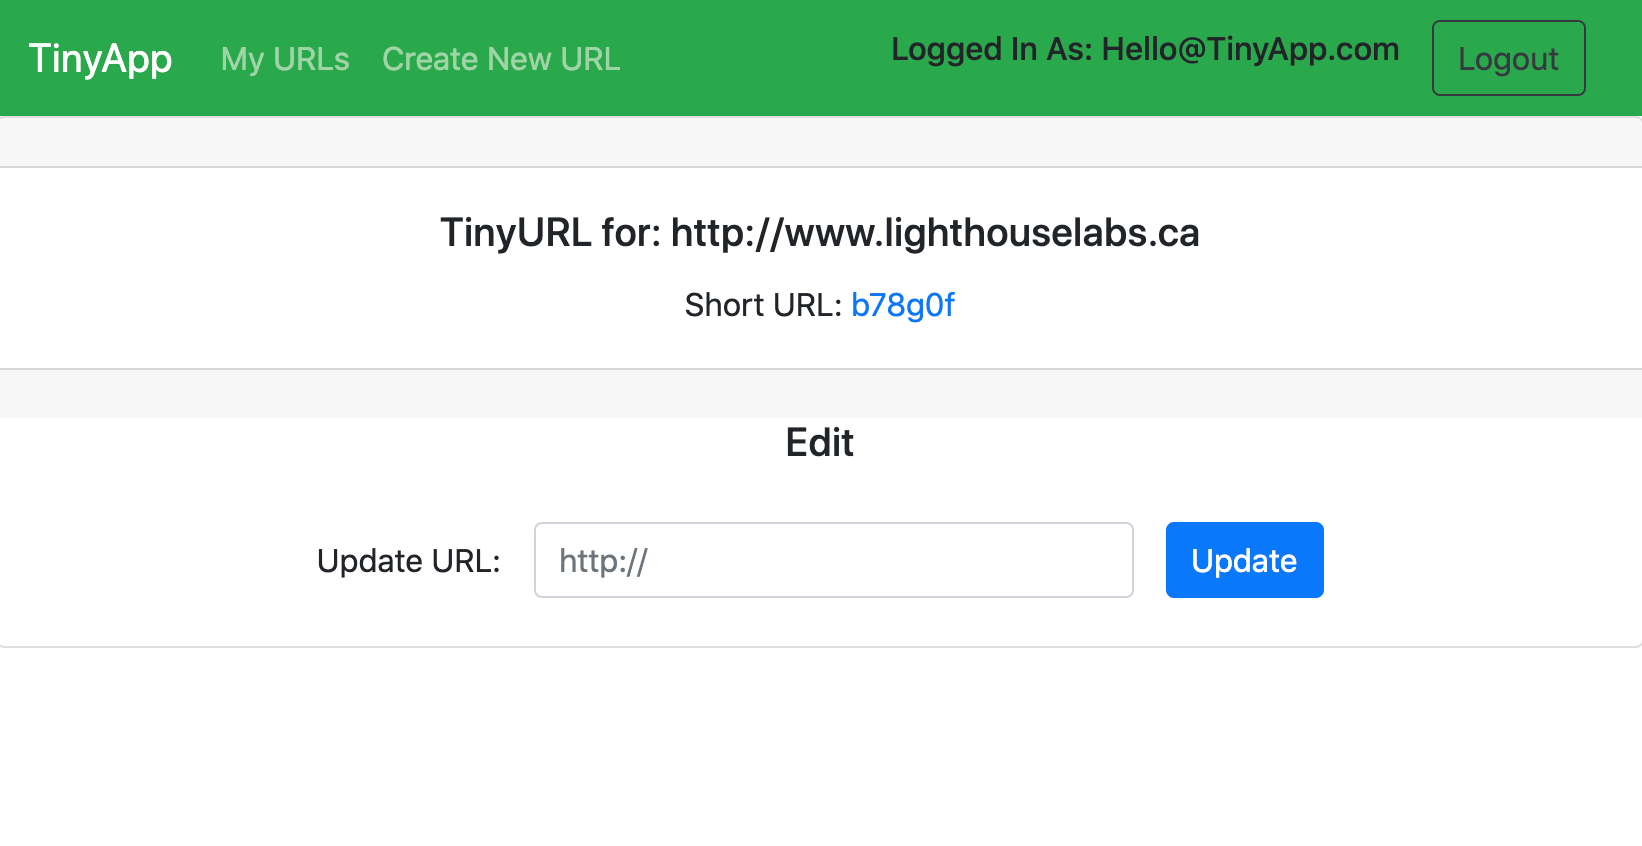 TinyApp My URLs Create New URL Logged In As: Hello@TinyApp.com Logout
TinyURL for: http://www.lighthouselabs.ca
Short URL: b78g0f
Edit
Update URL: http:// Update